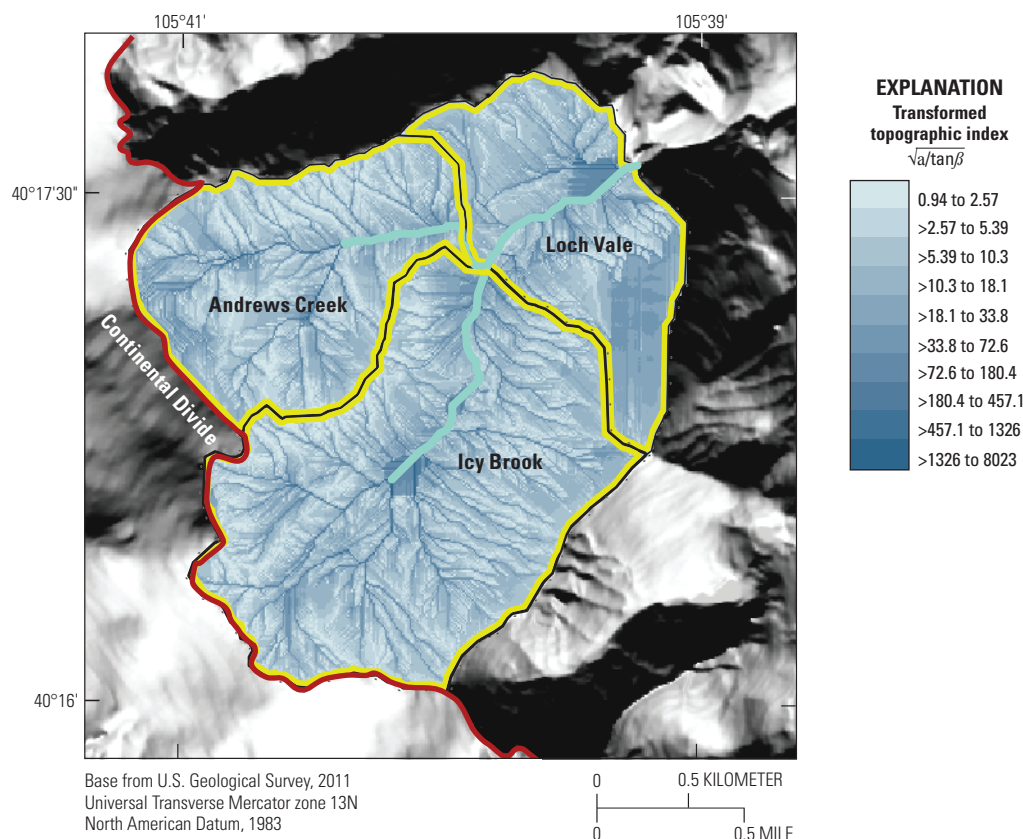 105°41'
105°39'
40°17'30"
40°16'
Loch Vale
Andrews Creek
Continental Divide
Icy Brook
EXPLANATION
Transformed
topographic index
√a/tanβ
0.94 to 2.57
>2.57 to 5.39
>5.39 to 10.3
>10.3 to 18.1
>18.1 to 33.8
>33.8 to 72.6
>72.6 to 180.4
>180.4 to 457.1
>457.1 to 1326
>1326 to 8023
Base from U.S. Geological Survey, 2011
Universal Transverse Mercator zone 13N
North American Datum, 1983
0 0.5 KILOMETER
0 0.5 MILE